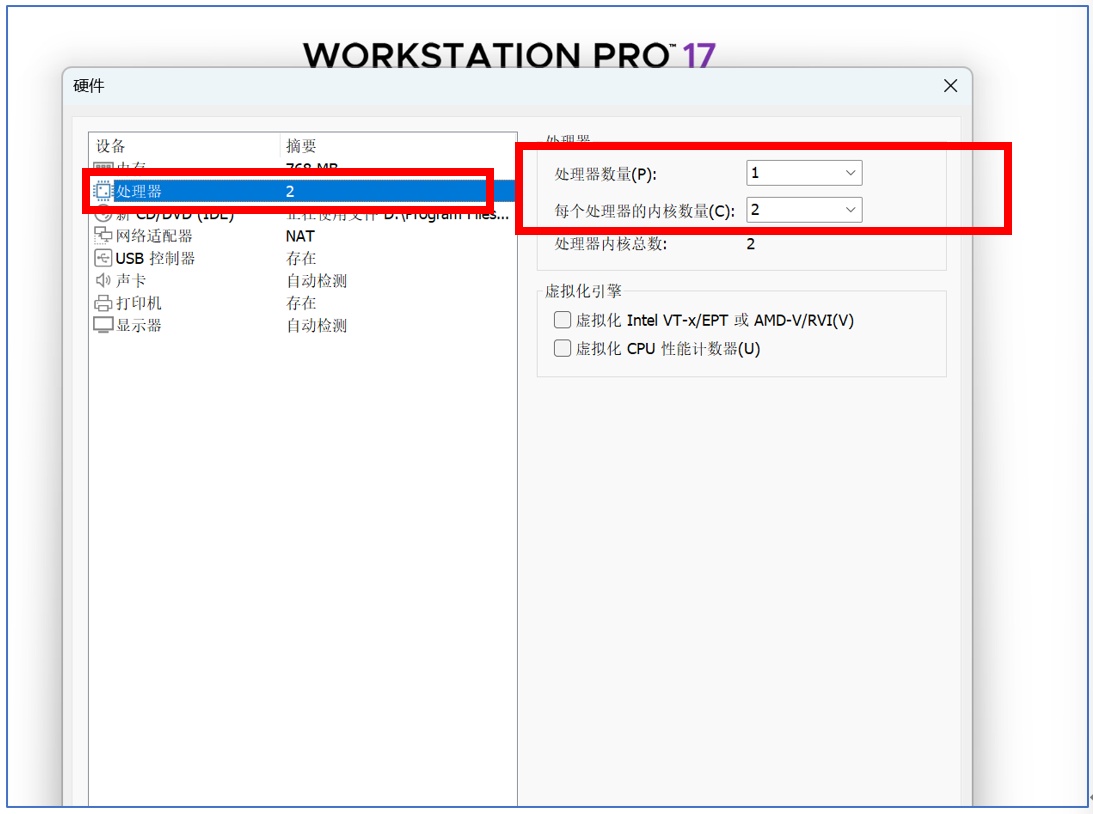 WORKSTATION PRO™ 17
硬件
设备 摘要
内存 768 MB
处理器 2
新 CD/DVD (IDE) 正在使用文件 D:\Program Files...
网络适配器 NAT
USB 控制器 存在
声卡 自动检测
打印机 存在
显示器 自动检测
处理器
处理器数量(P): 1
每个处理器的内核数量(C): 2
处理器内核总数: 2
虚拟化引擎
虚拟化 Intel VT-x/EPT 或 AMD-V/RVI(V)
虚拟化 CPU 性能计数器(U)